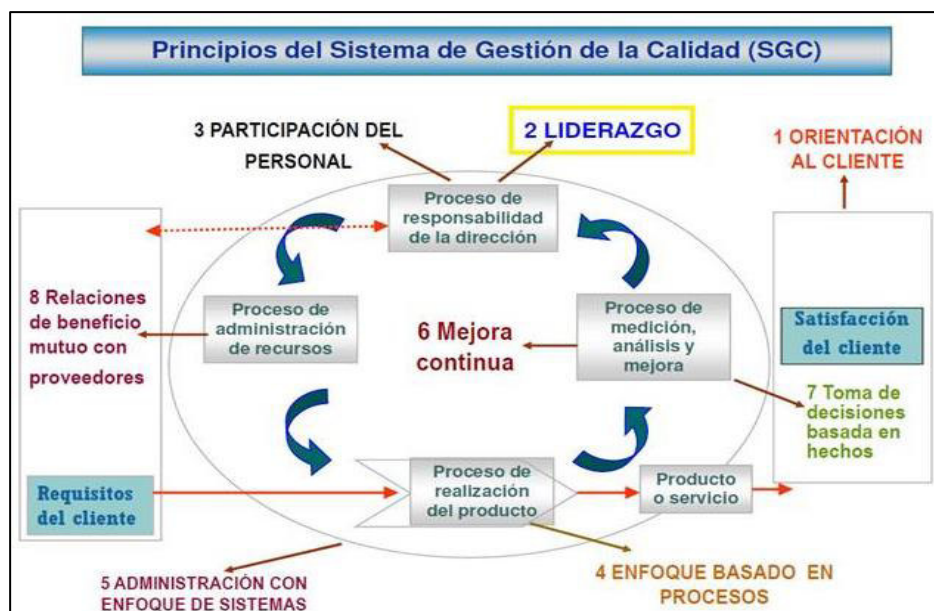 Principios del Sistema de Gestión de la Calidad (SGC)
3 PARTICIPACIÓN DEL
PERSONAL
2 LIDERAZGO
1 ORIENTACIÓN
AL CLIENTE
Proceso de
responsabilidad
de la dirección
8 Relaciones
de beneficio
mutuo con
proveedores
Proceso de
administración
de recursos
6 Mejora
continua
Proceso de
medición,
análisis y
mejora
Satisfacción
del cliente
7 Toma de
decisiones
basada en
hechos
Requisitos
del cliente
Proceso de
realización
del producto
Producto
o servicio
5 ADMINISTRACIÓN CON
ENFOQUE DE SISTEMAS
4 ENFOQUE BASADO EN
PROCESOS